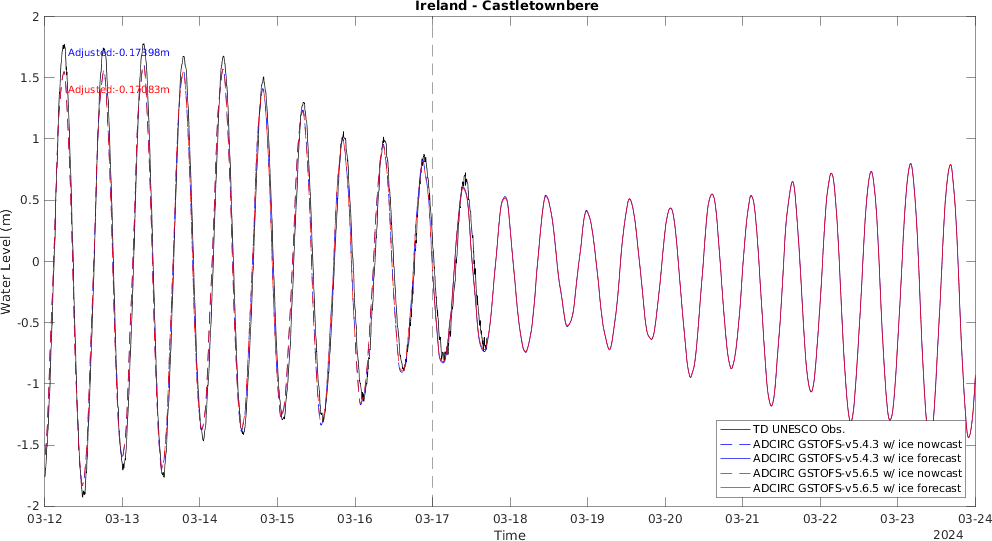 Ireland - Castletownbere
Water Level (m)
2
1.5
1
0.5
0
-0.5
-1
-1.5
-2
Adjusted:-0.17398m
Adjusted:-0.17083m
TD UNESCO Obs.
ADCIRC GSTOFS-v5.4.3 w/ ice nowcast
ADCIRC GSTOFS-v5.4.3 w/ ice forecast
ADCIRC GSTOFS-v5.6.5 w/ ice nowcast
ADCIRC GSTOFS-v5.6.5 w/ ice forecast
03-12 03-13 03-14 03-15 03-16 03-17 03-18 03-19 03-20 03-21 03-22 03-23 03-24
Time
2024